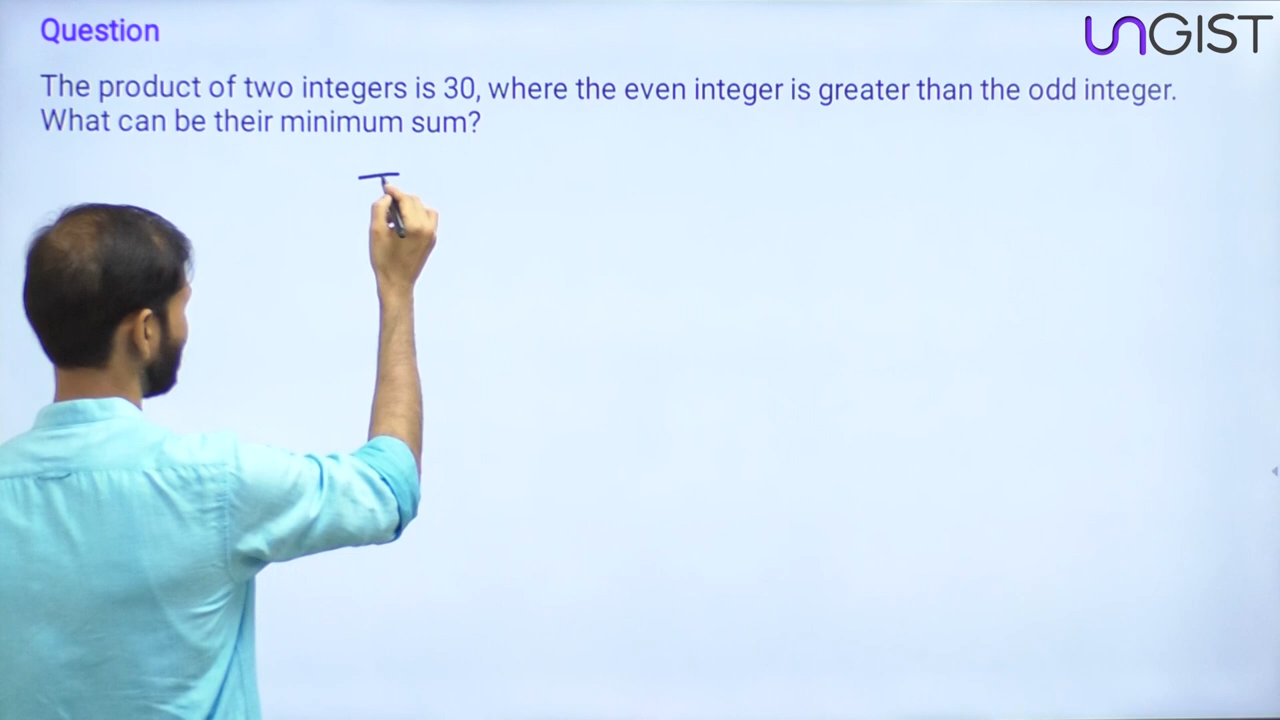 Question
UNGIST
The product of two integers is 30, where the even integer is greater than the odd integer.
What can be their minimum sum?